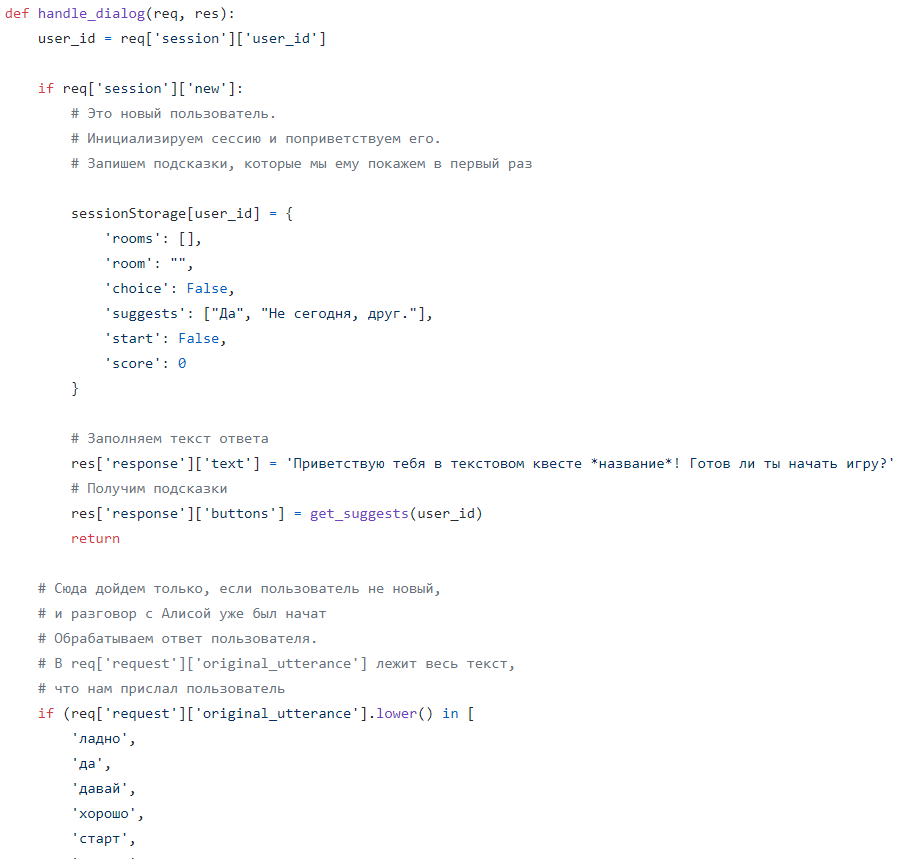 def handle_dialog(req, res):
    user_id = req['session']['user_id']
    if req['session']['new']:
        # Это новый пользователь.
        # Инициализируем сессию и поприветствуем его.
        # Запишем подсказки, которые мы ему покажем в первый раз
        sessionStorage[user_id] = {
            'rooms': [],
            'room': "",
            'choice': False,
            'suggests': ["Да", "Не сегодня, друг."],
            'start': False,
            'score': 0
        }
        # Заполняем текст ответа
        res['response']['text'] = 'Приветствую тебя в текстовом квесте *название*! Готов ли ты начать игру?'
        # Получим подсказки
        res['response']['buttons'] = get_suggests(user_id)
        return
    # Сюда дойдем только, если пользователь не новый,
    # и разговор с Алисой уже был начат
    # Обрабатываем ответ пользователя.
    # В req['request']['original_utterance'] лежит весь текст,
    # что нам прислал пользователь
    if (req['request']['original_utterance'].lower() in [
        'ладно',
        'да',
        'давай',
        'хорошо',
        'старт',